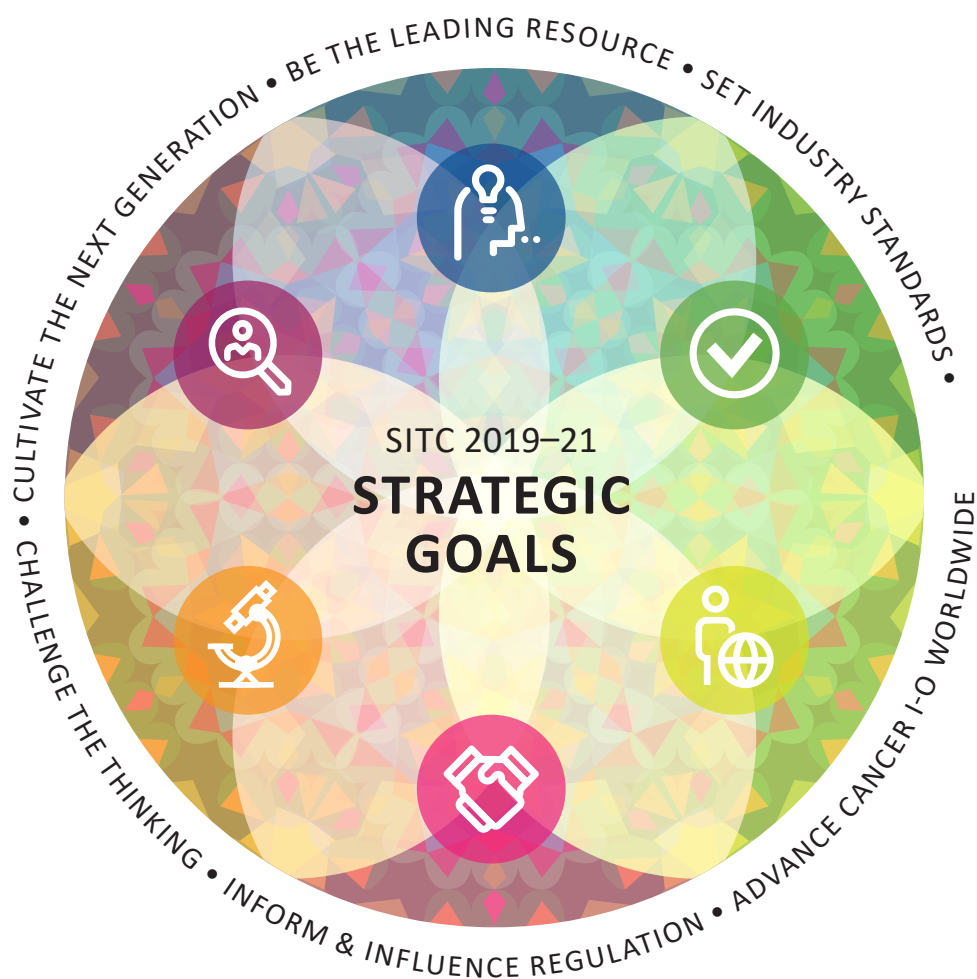 • CULTIVATE THE NEXT GENERATION • BE THE LEADING RESOURCE • SET INDUSTRY STANDARDS •
SITC 2019–21
STRATEGIC
GOALS
CHALLENGE THE THINKING • INFORM & INFLUENCE REGULATION • ADVANCE CANCER I-O WORLDWIDE